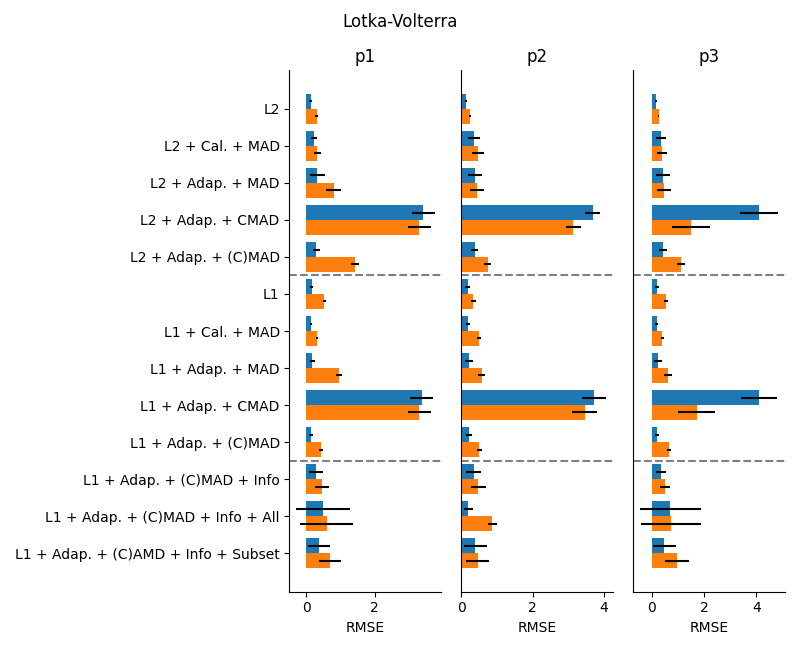 Lotka-Volterra
p1 p2 p3
L2
L2 + Cal. + MAD
L2 + Adap. + MAD
L2 + Adap. + CMAD
L2 + Adap. + (C)MAD
L1
L1 + Cal. + MAD
L1 + Adap. + MAD
L1 + Adap. + CMAD
L1 + Adap. + (C)MAD
L1 + Adap. + (C)MAD + Info
L1 + Adap. + (C)MAD + Info + All
L1 + Adap. + (C)AMD + Info + Subset
0 2 0 2 4 0 2 4
RMSE RMSE RMSE